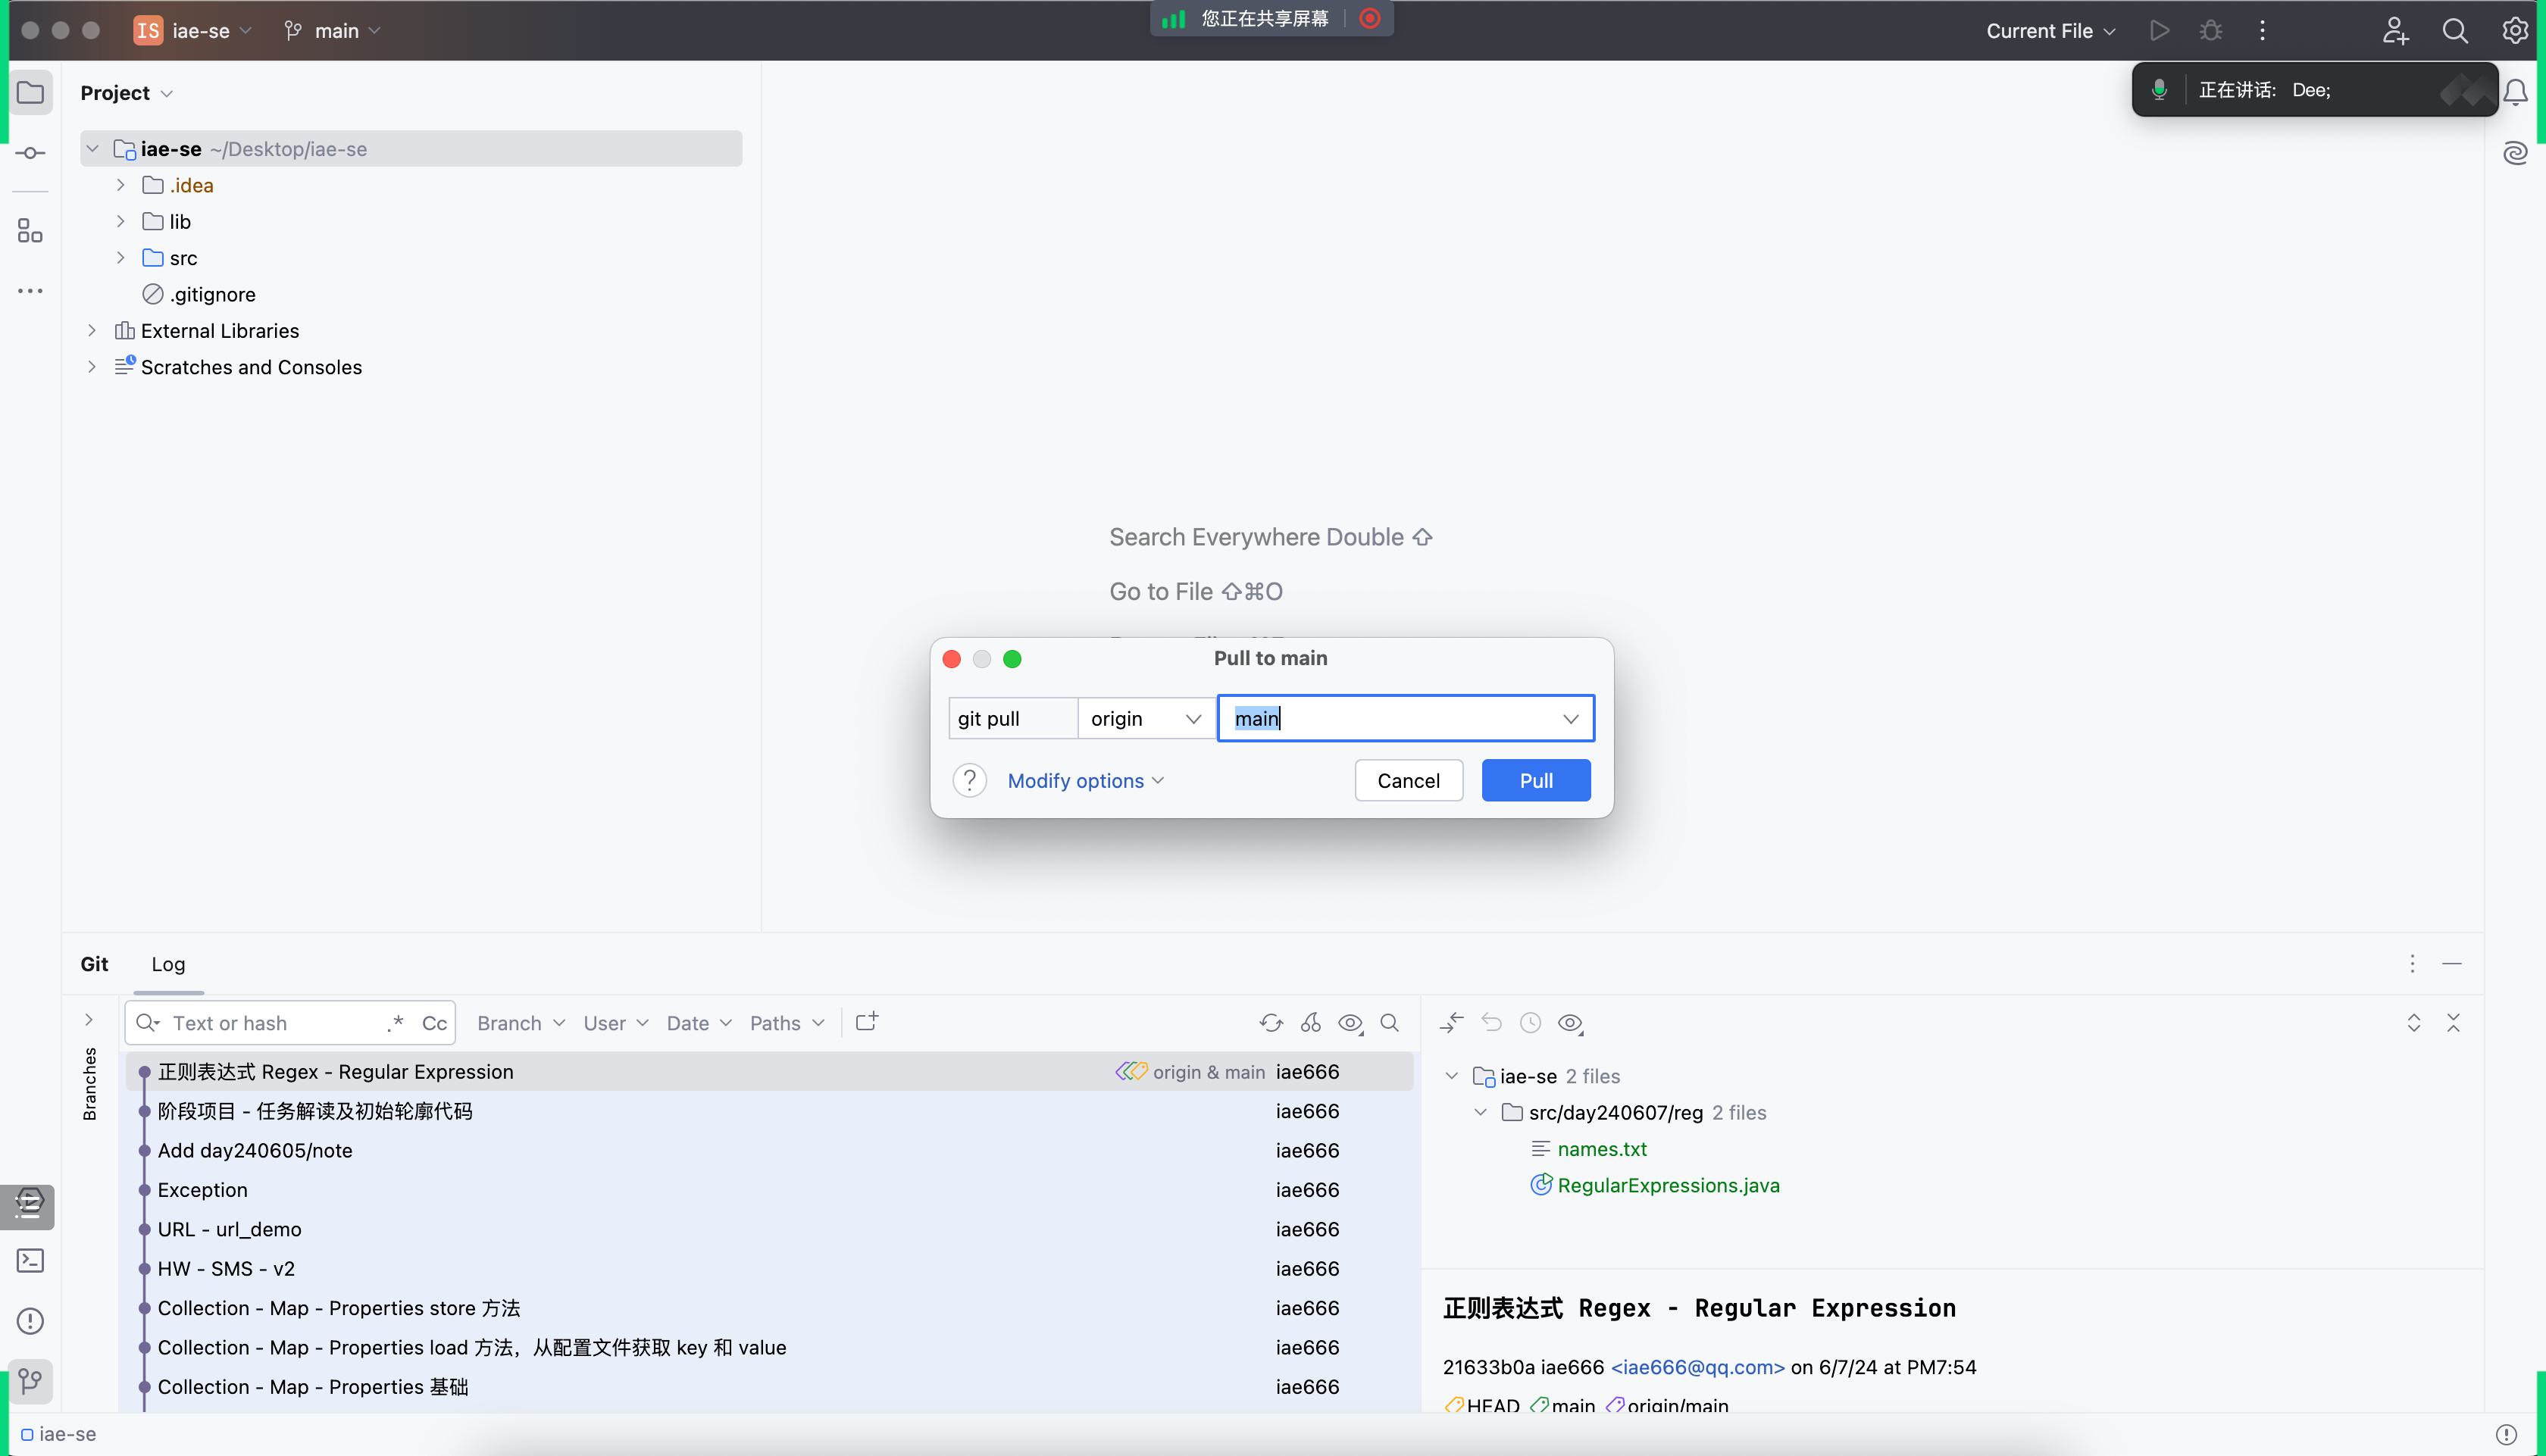 IS iae-se main
您正在共享屏幕
Current File
正在讲话: Dee;
Project
iae-se ~/Desktop/iae-se
.idea
lib
src
.gitignore
External Libraries
Scratches and Consoles
Search Everywhere Double ⇧
Go to File ⇧⌘O
Pull to main
git pull origin main
? Modify options Cancel Pull
Git Log
Text or hash .* Cc Branch User Date Paths
Branches
正则表达式 Regex - Regular Expression origin & main iae666
阶段项目 - 任务解读及初始轮廓代码 iae666
Add day240605/note iae666
Exception iae666
URL - url_demo iae666
HW - SMS - v2 iae666
Collection - Map - Properties store 方法 iae666
Collection - Map - Properties load 方法，从配置文件获取 key 和 value iae666
Collection - Map - Properties 基础 iae666
iae-se 2 files
src/day240607/reg 2 files
names.txt
RegularExpressions.java
正则表达式 Regex - Regular Expression
21633b0a iae666 <iae666@qq.com> on 6/7/24 at PM7:54
HEAD main origin/main
iae-se